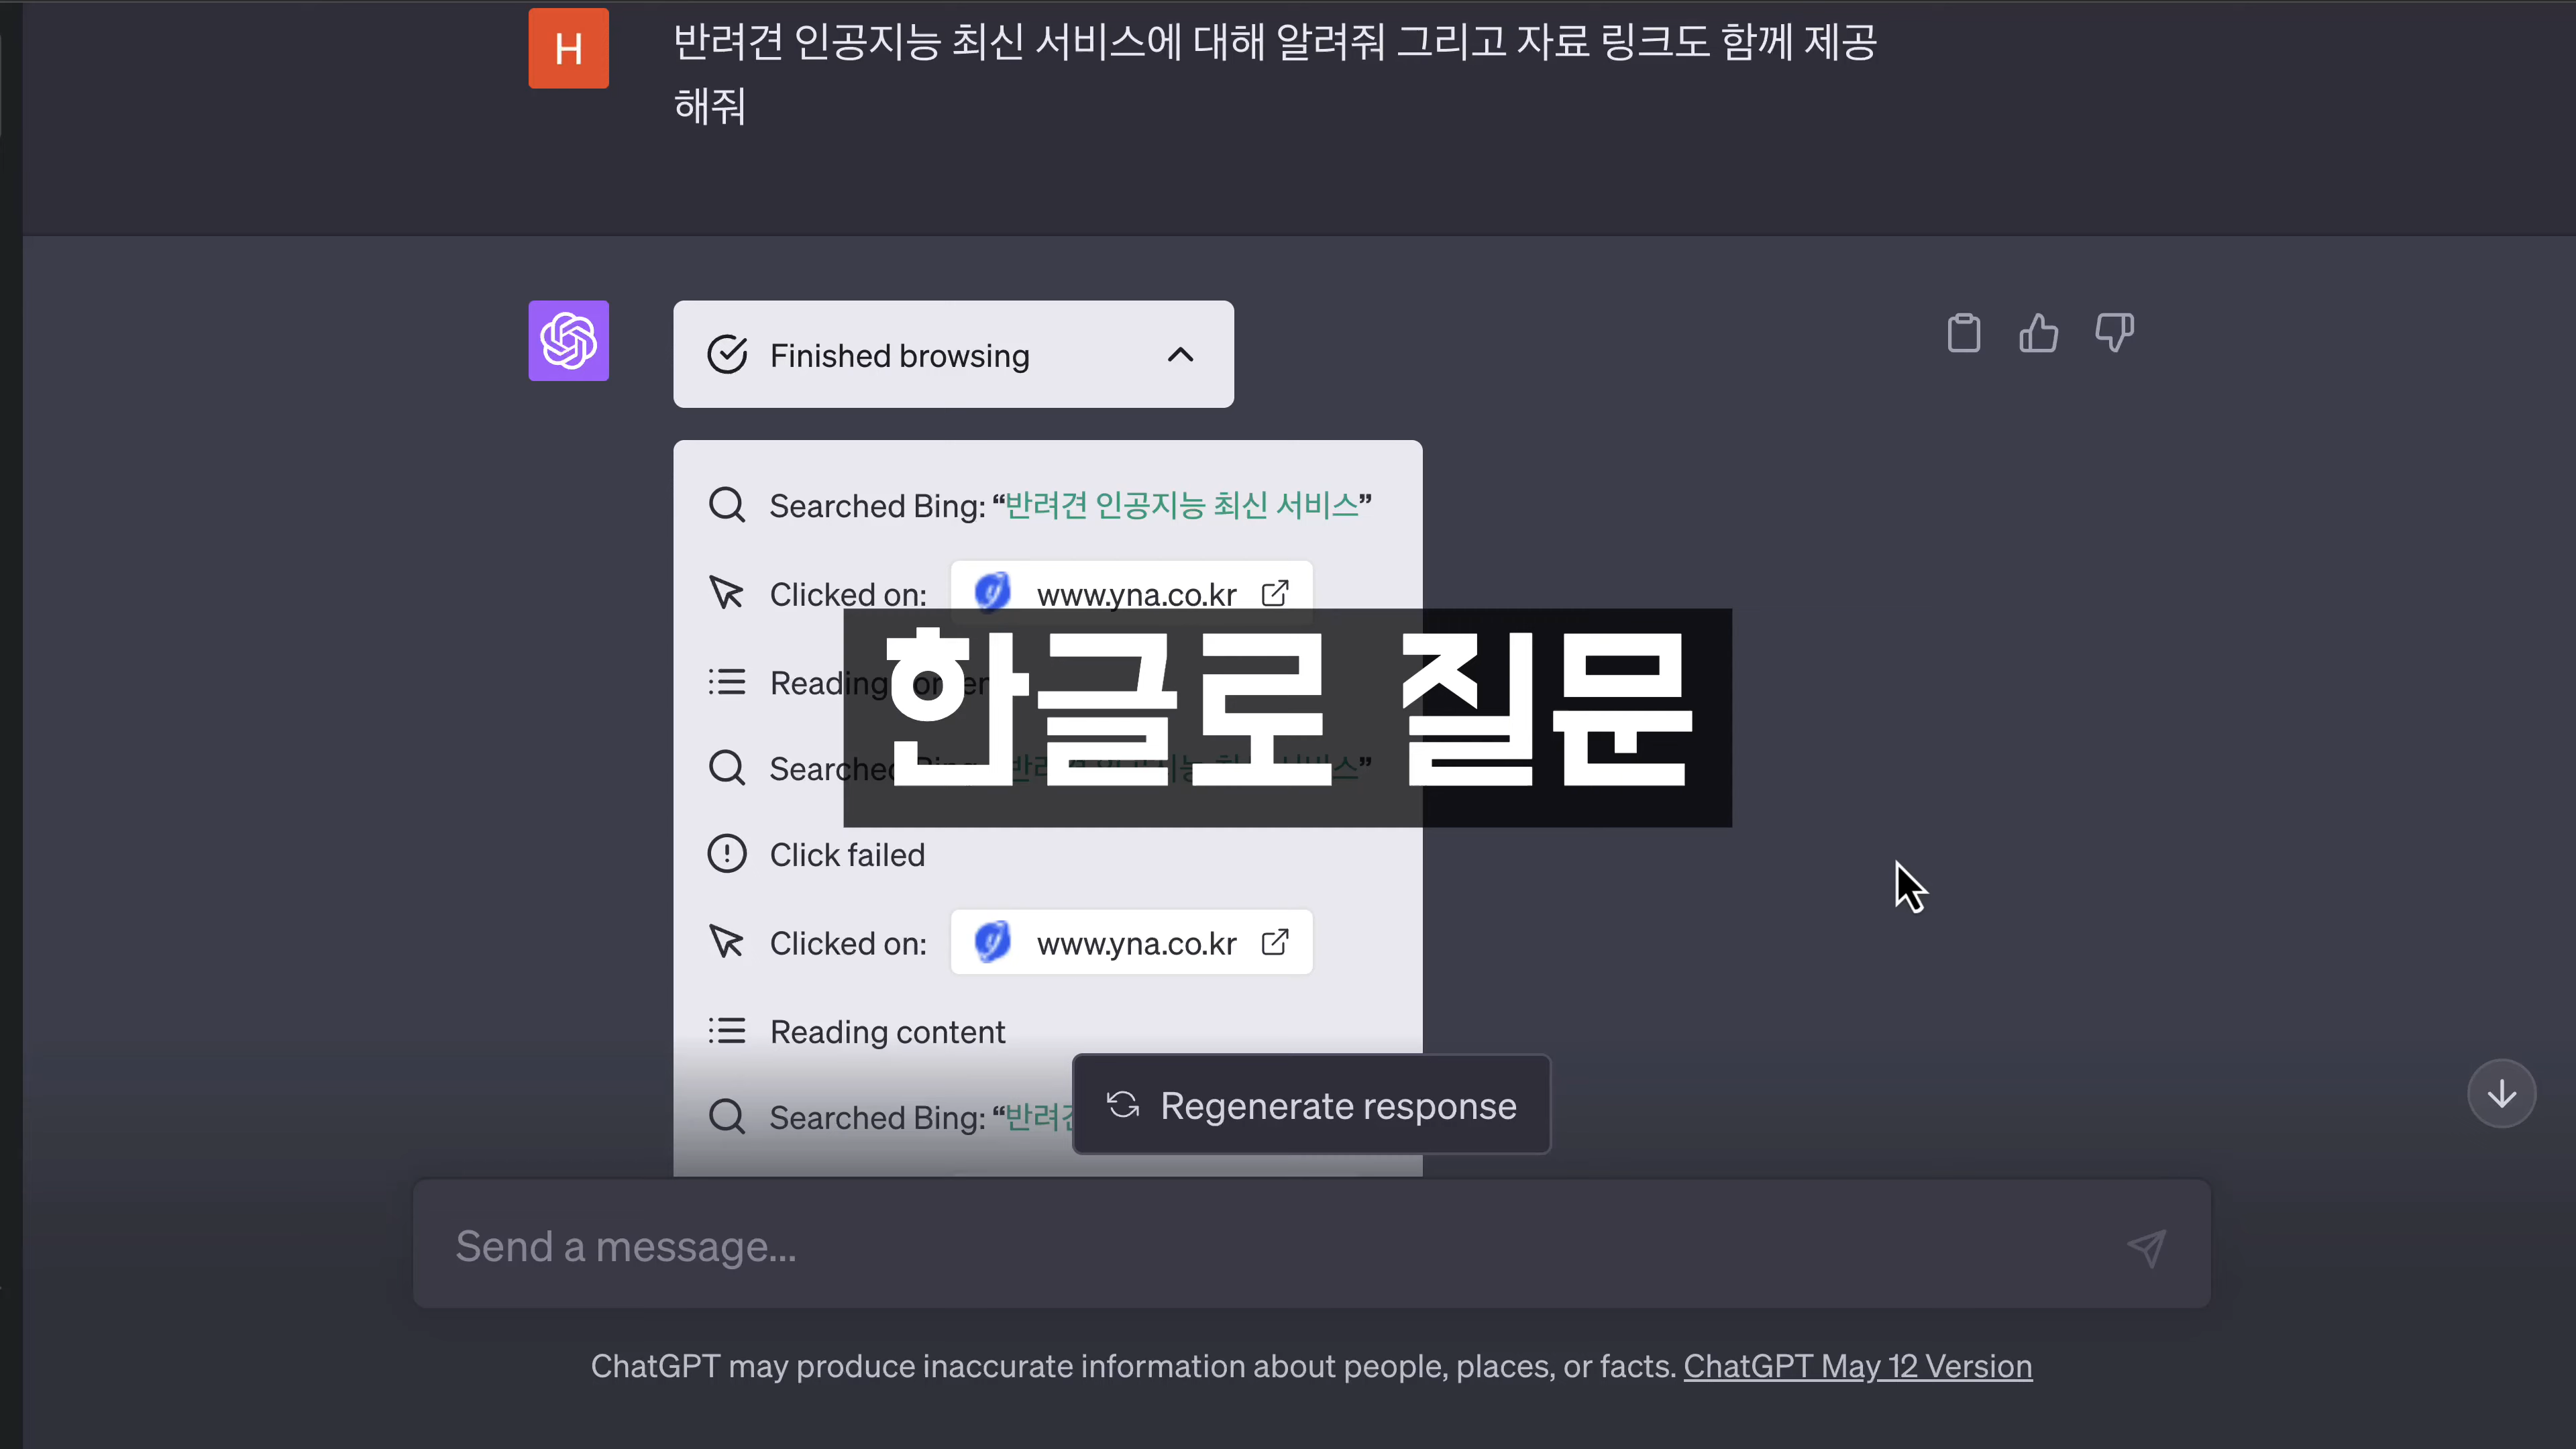 H
반려견 인공지능 최신 서비스에 대해 알려줘 그리고 자료 링크도 함께 제공
해줘
Finished browsing
Searched Bing: “반려견 인공지능 최신 서비스”
Clicked on: www.yna.co.kr
한글로 질문
Click failed
Clicked on: www.yna.co.kr
Reading content
Searched Bing: “반려
Regenerate response
Send a message...
ChatGPT may produce inaccurate information about people, places, or facts. ChatGPT May 12 Version